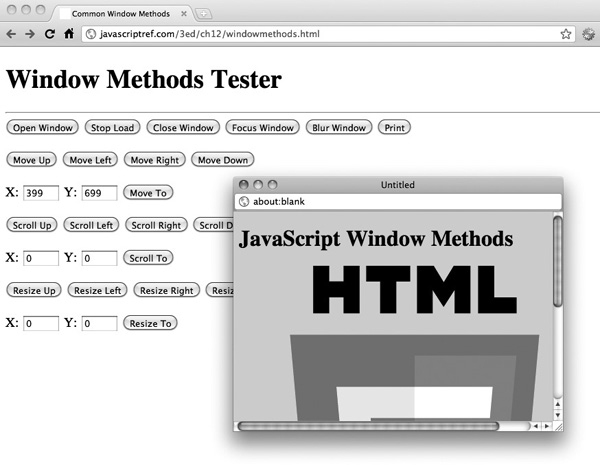 Common Window Methods
javascriptref.com/3ed/ch12/windowmethods.html
Window Methods Tester
Open Window Stop Load Close Window Focus Window Blur Window Print
Move Up Move Left Move Right Move Down
X: 399 Y: 699 Move To
Scroll Up Scroll Left Scroll Right Scroll D
X: 0 Y: 0 Scroll To
Resize Up Resize Left Resize Right Resiz
X: 0 Y: 0 Resize To
Untitled
about:blank
JavaScript Window Methods
HTML